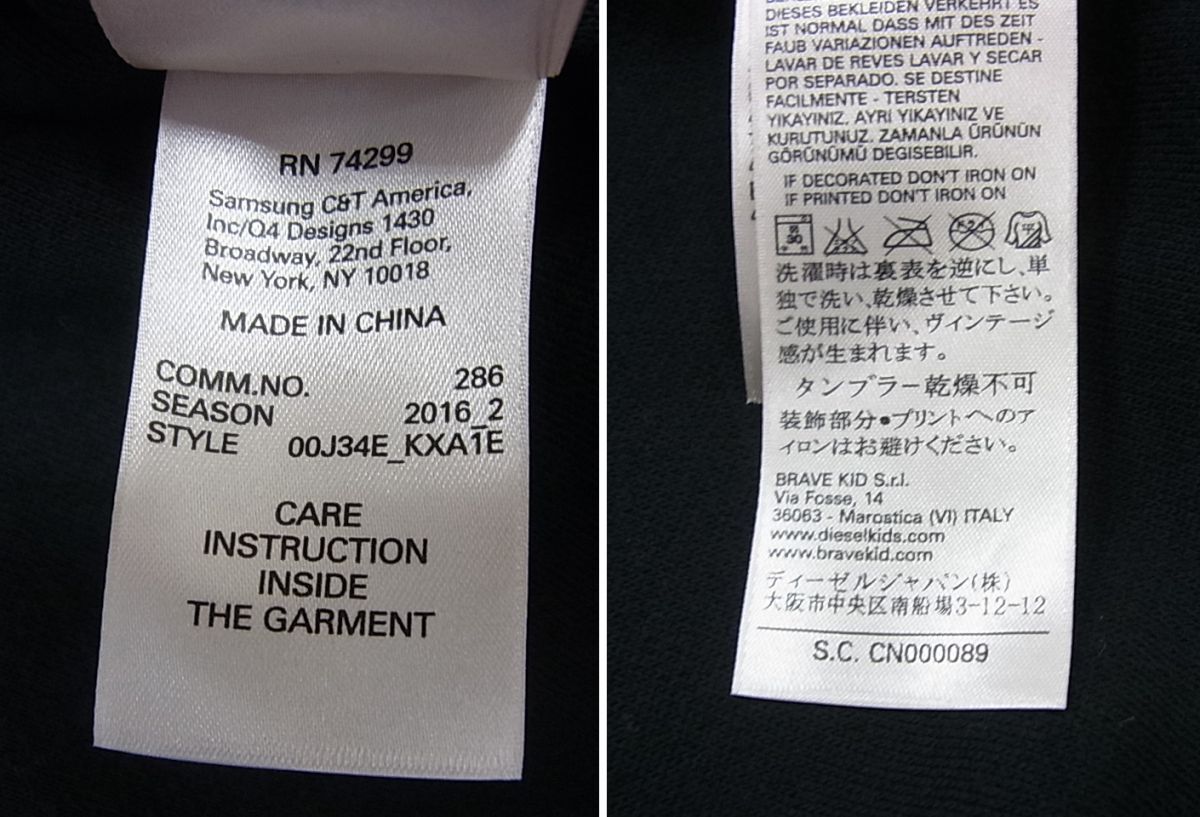 RN 74299
Samsung C&T America,
Inc/Q4 Designs 1430
Broadway, 22nd Floor,
New York, NY 10018
MADE IN CHINA
COMM.NO. 286
SEASON 2016_2
STYLE 00J34E_KXA1E
CARE
INSTRUCTION
INSIDE
THE GARMENT
DIESES BEKLEIDEN VERKEHRT ES
IST NORMAL DASS MIT DES ZEIT
FAUB VARIAZIONEN AUFTREDEN -
LAVAR DE REVES LAVAR Y SECAR
POR SEPARADO. SE DESTINE
FACILMENTE - TERSTEN
YIKAYINIZ. AYRI YIKAYINIZ VE
KURUTUNUZ. ZAMANLA ÜRÜNÜN
GÖRÜNÜMÜ DEGISEBILIR.
IF DECORATED DON'T IRON ON
IF PRINTED DON'T IRON ON
30 平
洗濯時は裏表を逆にし、単
独で洗い、乾燥させて下さい。
ご使用に伴い、ヴィンテージ
感が生まれます。
タンブラー乾燥不可
装飾部分●プリントへのア
イロンはお避けください。
BRAVE KID S.r.l.
Via Fosse, 14
36063 - Marostica (VI) ITALY
www.dieselkids.com
www.bravekid.com
ディーゼルジャパン(株)
大阪市中央区南船場3-12-12
S.C. CN000089